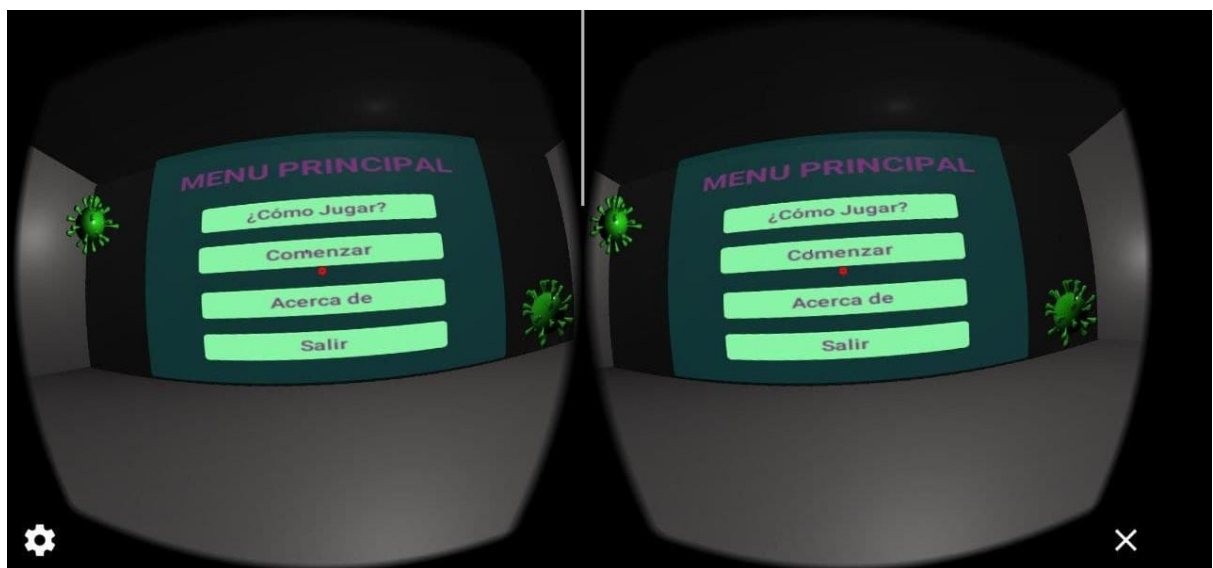 MENU PRINCIPAL
¿Cómo Jugar?
Comenzar
Acerca de
Salir
MENU PRINCIPAL
¿Cómo Jugar?
Comenzar
Acerca de
Salir